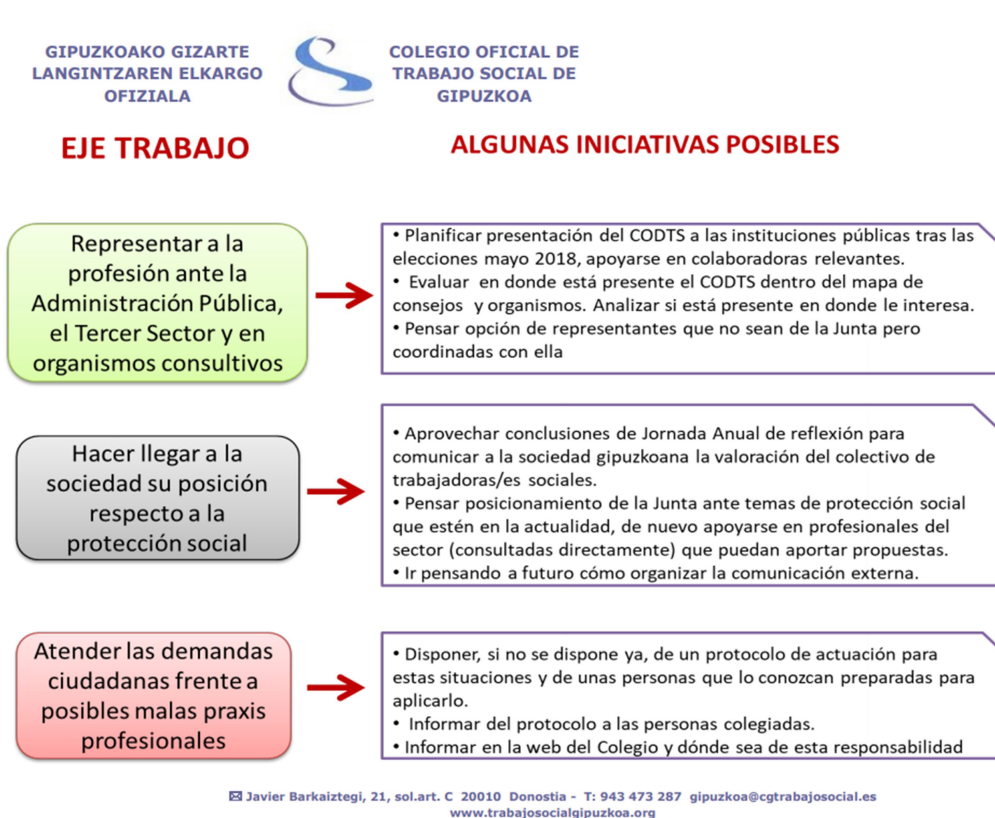 GIPUZKOAKO GIZARTE
LANGINTZAREN ELKARGO
OFIZIALA
COLEGIO OFICIAL DE
TRABAJO SOCIAL DE
GIPUZKOA
EJE TRABAJO
ALGUNAS INICIATIVAS POSIBLES
Representar a la
profesión ante la
Administración Pública,
el Tercer Sector y en
organismos consultivos
• Planificar presentación del CODTS a las instituciones públicas tras las
elecciones mayo 2018, apoyarse en colaboradoras relevantes.
• Evaluar en donde está presente el CODTS dentro del mapa de
consejos y organismos. Analizar si está presente en donde le interesa.
• Pensar opción de representantes que no sean de la Junta pero
coordinadas con ella
Hacer llegar a la
sociedad su posición
respecto a la
protección social
• Aprovechar conclusiones de Jornada Anual de reflexión para
comunicar a la sociedad gipuzkoana la valoración del colectivo de
trabajadoras/es sociales.
• Pensar posicionamiento de la Junta ante temas de protección social
que estén en la actualidad, de nuevo apoyarse en profesionales del
sector (consultadas directamente) que puedan aportar propuestas.
• Ir pensando a futuro cómo organizar la comunicación externa.
Atender las demandas
ciudadanas frente a
posibles malas praxis
profesionales
• Disponer, si no se dispone ya, de un protocolo de actuación para
estas situaciones y de unas personas que lo conozcan preparadas para
aplicarlo.
• Informar del protocolo a las personas colegiadas.
• Informar en la web del Colegio y dónde sea de esta responsabilidad
Javier Barkaiztegi, 21, sol.art. C 20010 Donostia - T: 943 473 287 gipuzkoa@cgtrabajosocial.es
www.trabajosocialgipuzkoa.org